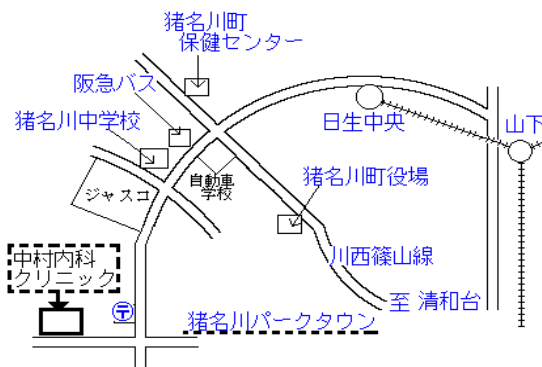 猪名川町
保健センター
阪急バス
猪名川中学校
日生中央
山下
自動車
学校
ジャスコ
猪名川町役場
川西篠山線
中村内科
クリニック
〒
至 清和台
猪名川パークタウン